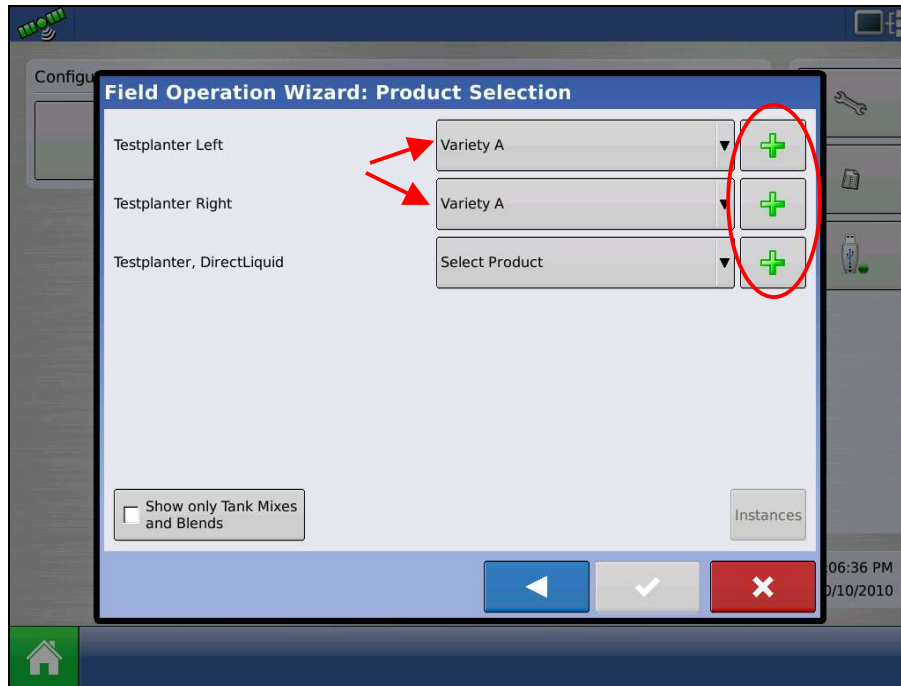 Configu
Field Operation Wizard: Product Selection
Testplanter Left
Variety A
Testplanter Right
Variety A
Testplanter, DirectLiquid
Select Product
Show only Tank Mixes
and Blends
Instances
:06:36 PM
0/10/2010